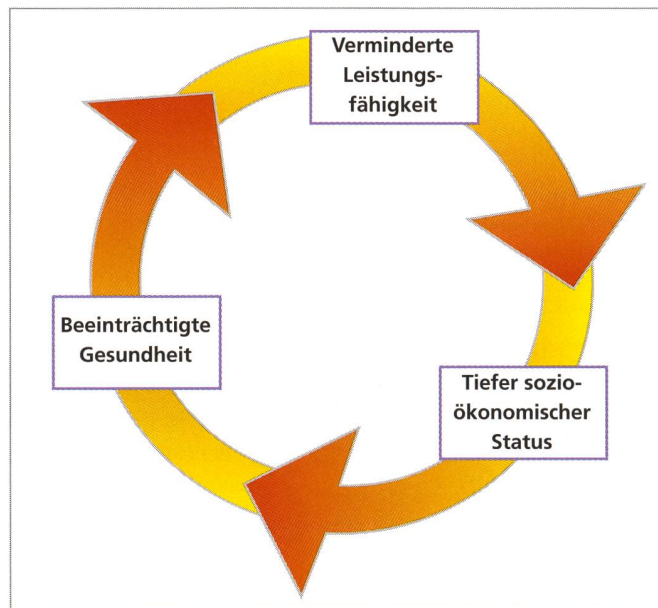 Verminderte
Leistungs-
fähigkeit
Beeinträchtigte
Gesundheit
Tiefer sozio-
ökonomischer
Status